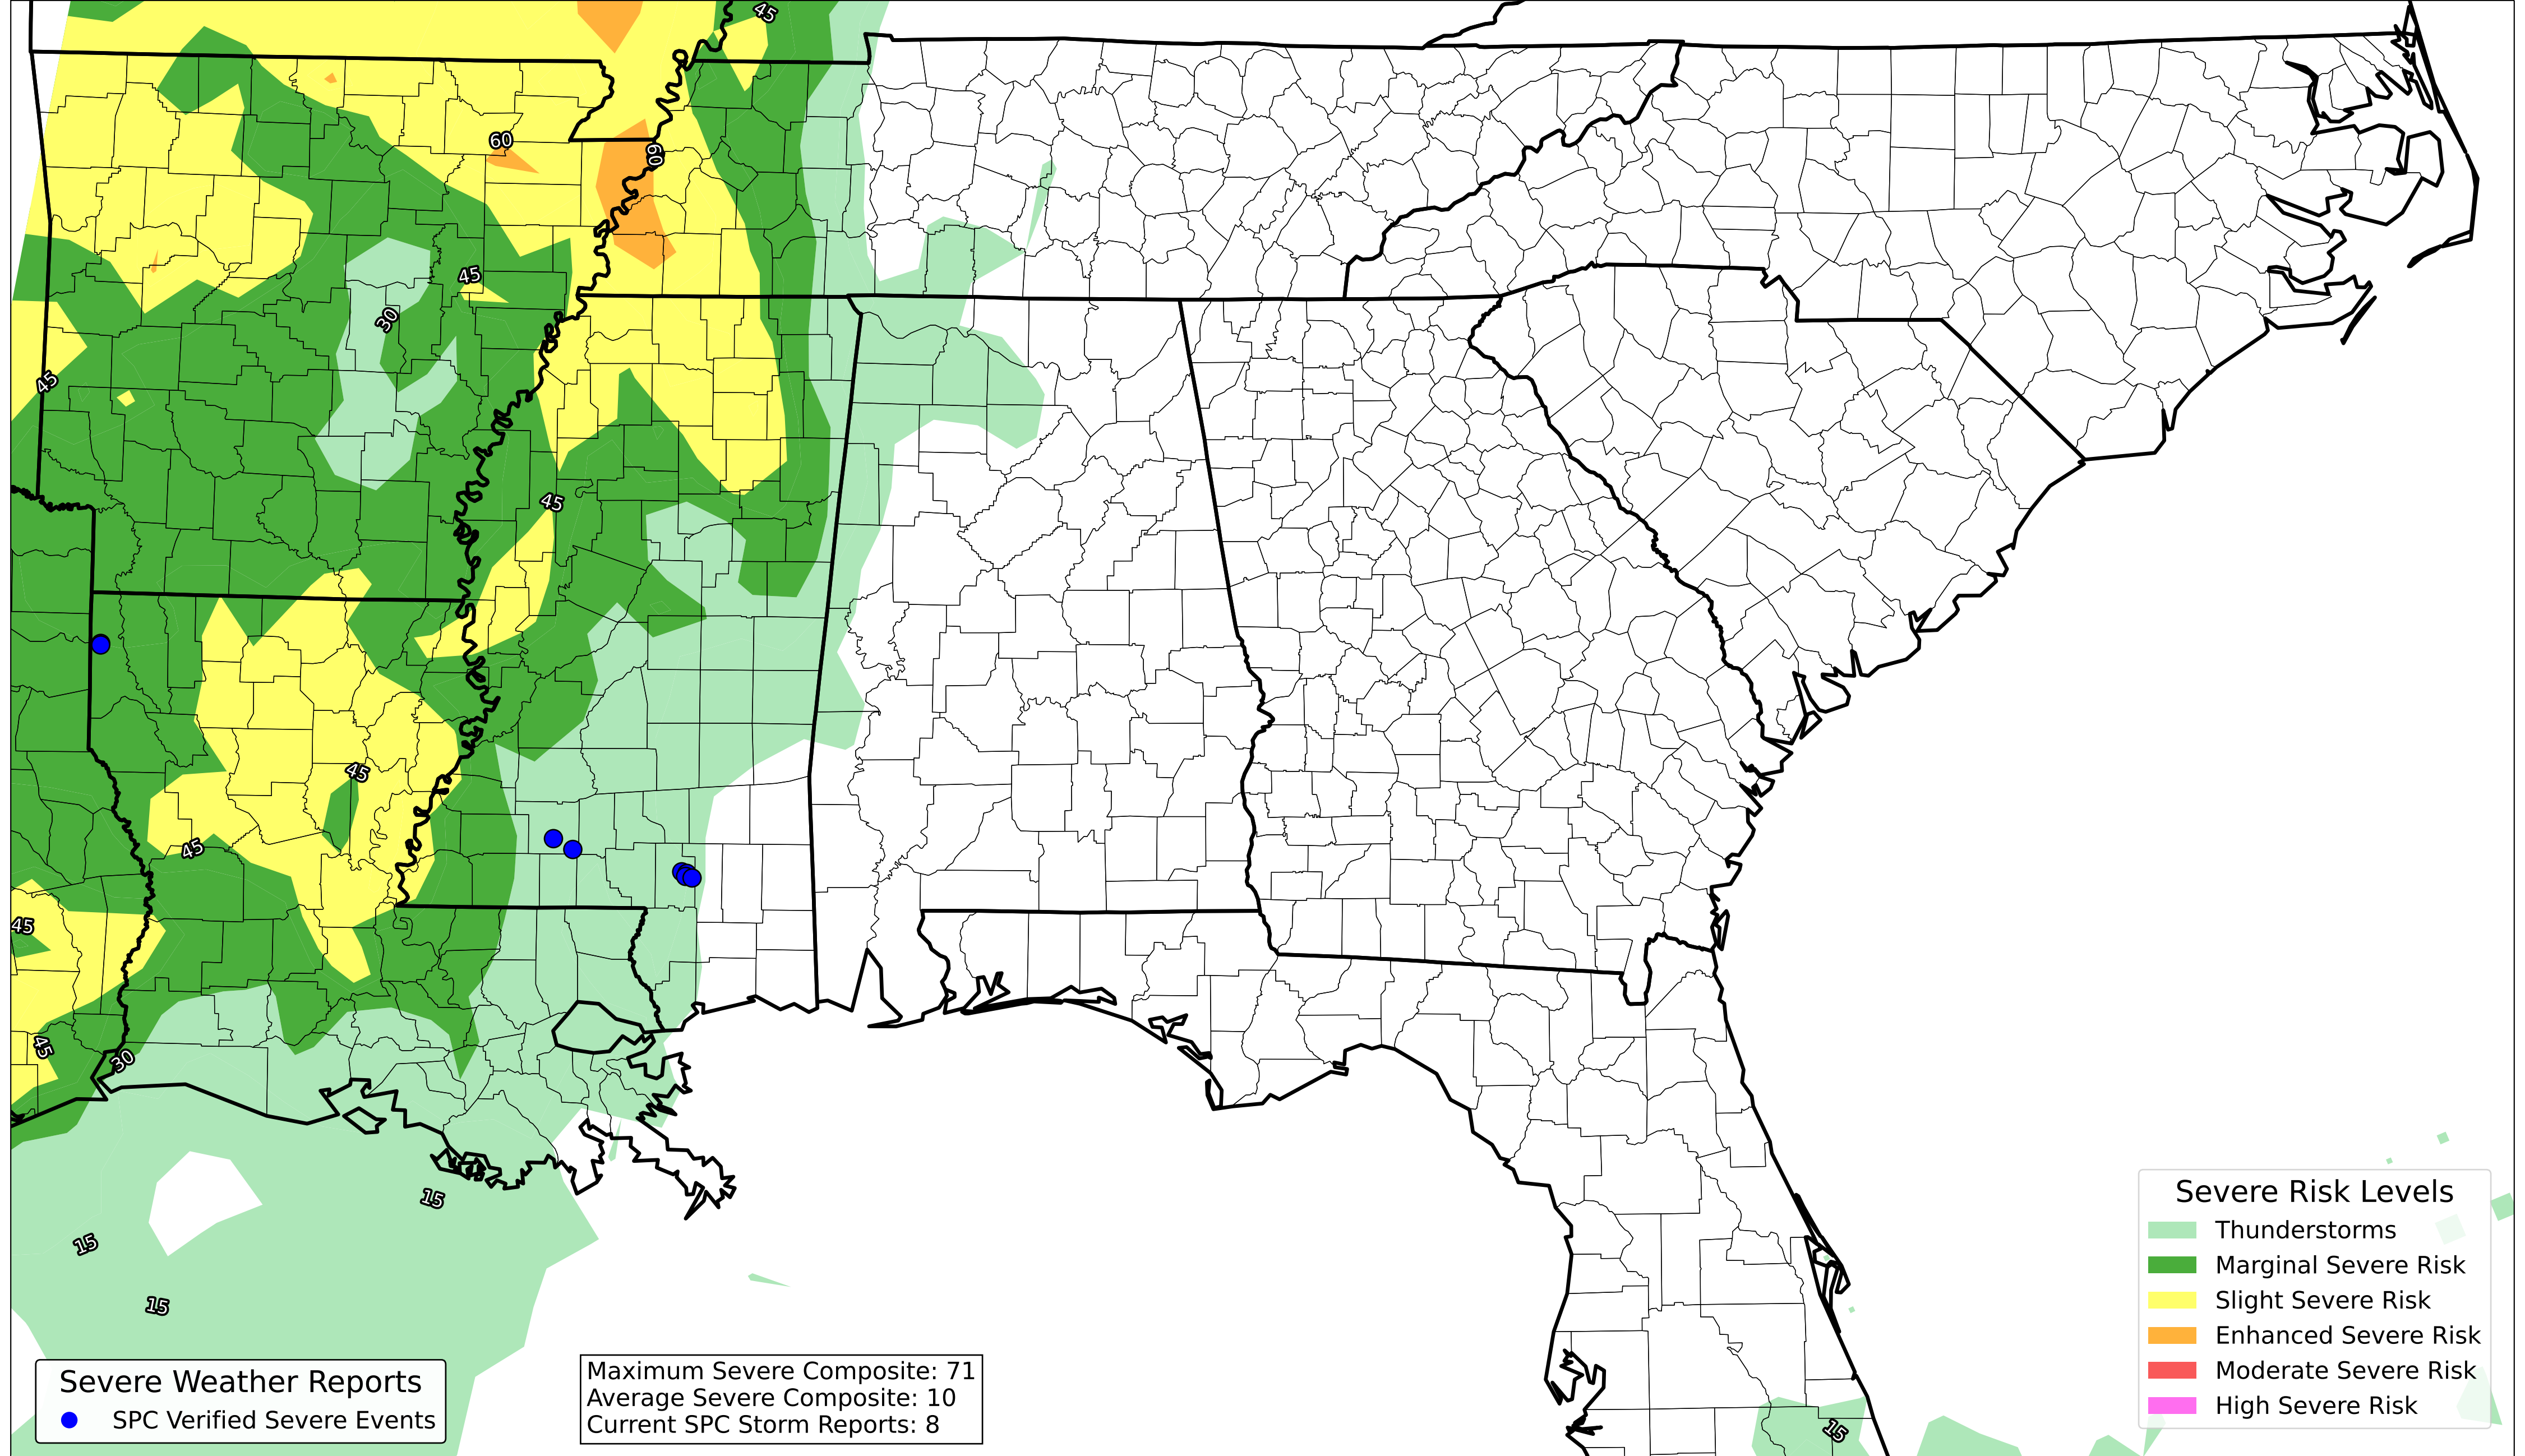 45
60
60
45
30
45
45
45
45
45
45
30
15
15
15
15
Severe Risk Levels
Thunderstorms
Marginal Severe Risk
Slight Severe Risk
Enhanced Severe Risk
Moderate Severe Risk
High Severe Risk
Severe Weather Reports
SPC Verified Severe Events
Maximum Severe Composite: 71
Average Severe Composite: 10
Current SPC Storm Reports: 8